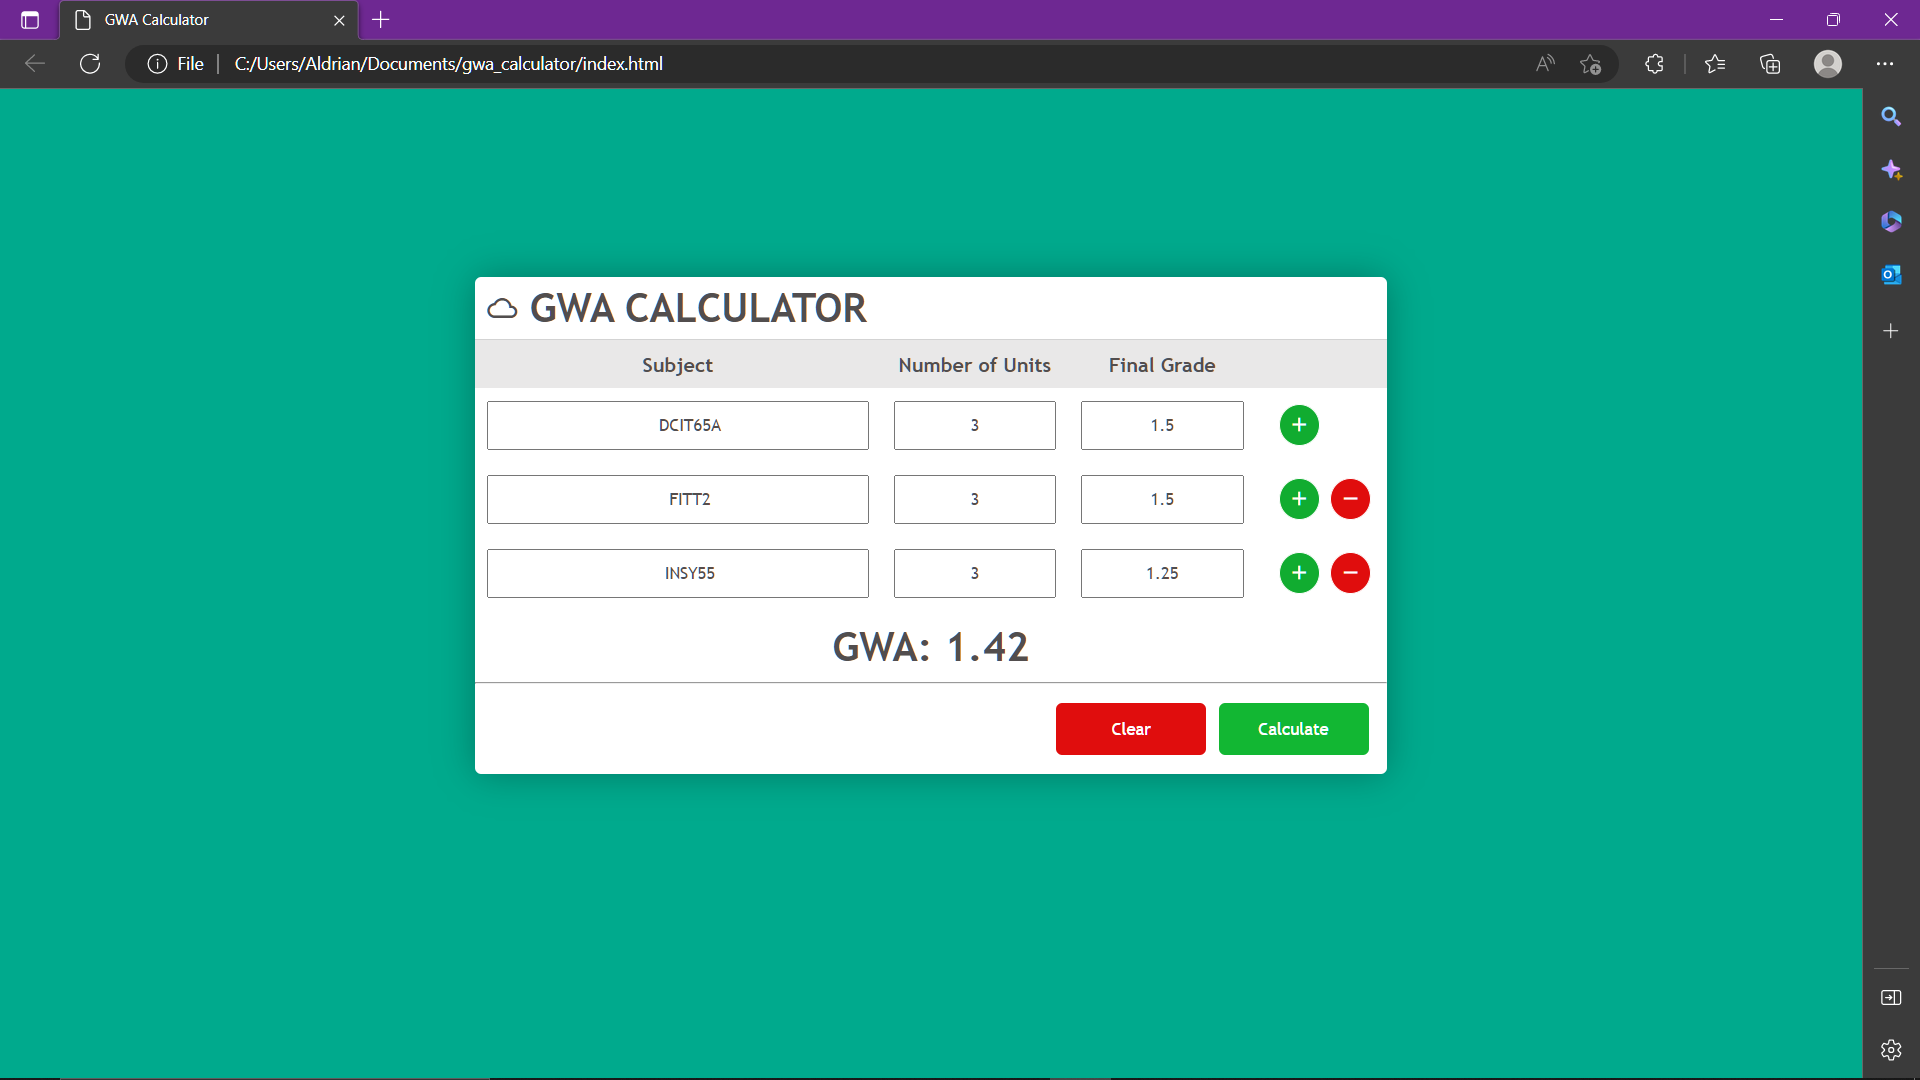 GWA Calculator
File C:/Users/Aldrian/Documents/gwa_calculator/index.html
GWA CALCULATOR
Subject Number of Units Final Grade
DCIT65A 3 1.5
FITT2 3 1.5
INSY55 3 1.25
GWA: 1.42
Clear Calculate